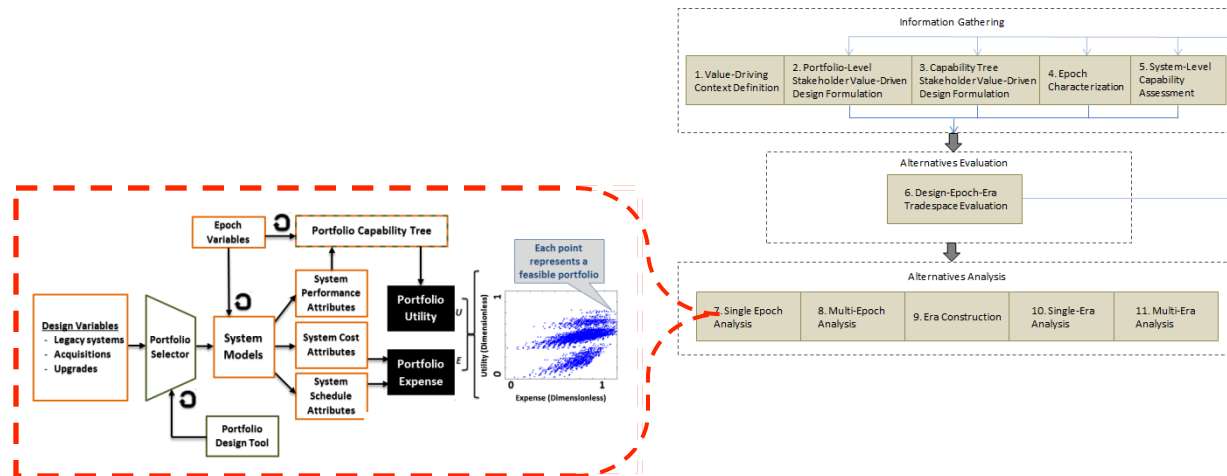 Information Gathering
1. Value-Driving
Context Definition
2. Portfolio-Level
Stakeholder Value-Driven
Design Formulation
3. Capability Tree
Stakeholder Value-Driven
Design Formulation
4. Epoch
Characterization
5. System-Level
Capability
Assessment
Alternatives Evaluation
6. Design-Epoch-Era
Tradespace Evaluation
Alternatives Analysis
7. Single Epoch
Analysis
8. Multi-Epoch
Analysis
9. Era Construction
10. Single-Era
Analysis
11. Multi-Era
Analysis
Epoch
Variables
Portfolio Capability Tree
Each point
represents a
feasible portfolio
Design Variables
- Legacy systems
- Acquisitions
- Upgrades
Portfolio
Selector
System
Models
System
Performance
Attributes
System Cost
Attributes
System
Schedule
Attributes
Portfolio
Utility
U
Portfolio
Expense
E
Utility (Dimensionless)
1
0
0
1
Expense (Dimensionless)
Portfolio
Design Tool